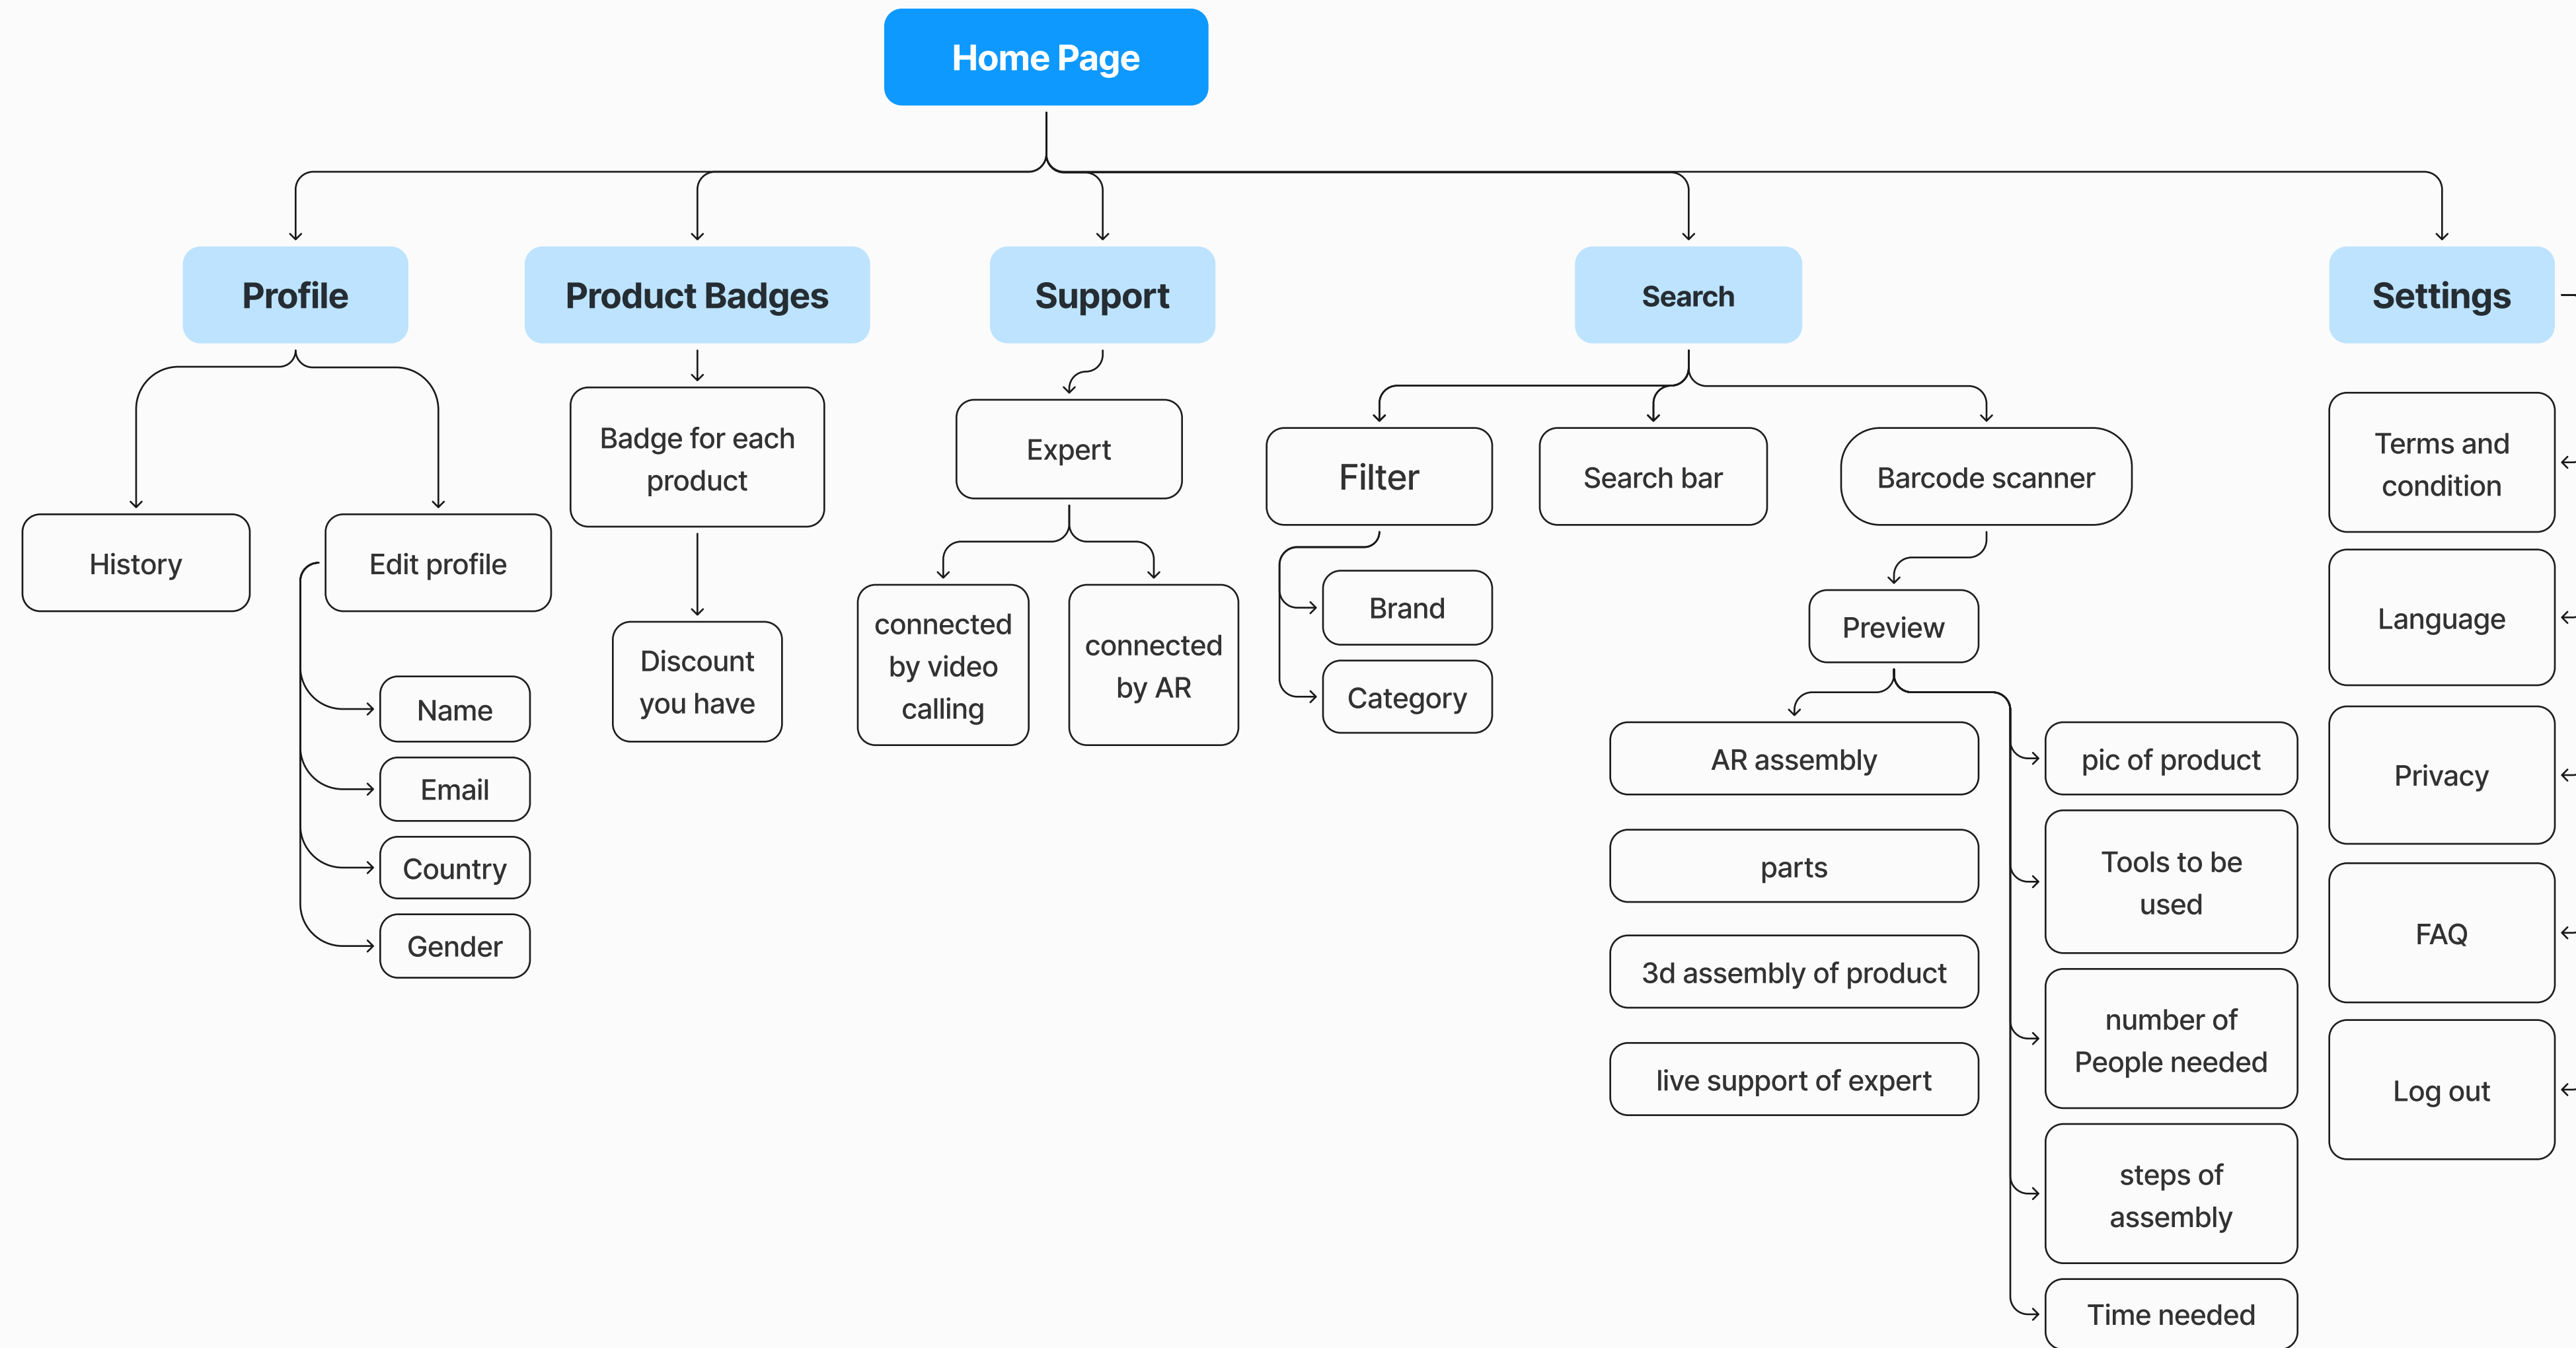 Home Page
Profile
Product Badges
Support
Search
Settings
History
Edit profile
Name
Email
Country
Gender
Badge for each
product
Discount
you have
Expert
connected
by video
calling
connected
by AR
Filter
Brand
Category
Search bar
Barcode scanner
Preview
AR assembly
parts
3d assembly of product
live support of expert
pic of product
Tools to be
used
number of
People needed
steps of
assembly
Time needed
Terms and
condition
Language
Privacy
FAQ
Log out